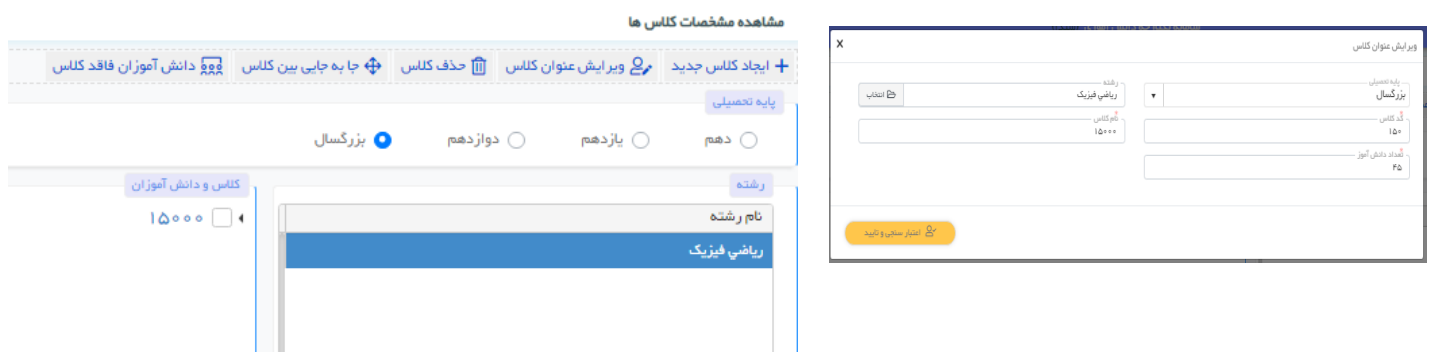 مشاهده مشخصات کلاس ها
ایجاد کلاس جدید ویرایش عنوان کلاس حذف کلاس جا به جایی بین کلاس دانش آموزان فاقد کلاس
پایه تحصیلی
دهم یازدهم دوازدهم بزرگسال
رشته
نام رشته
رياضي فيزيک
کلاس و دانش آموزان
۱۵۰۰۰
ویرایش عنوان کلاس X
پایه تحصیلی
بزرگسال
رشته
رياضي فيزيک
انتخاب
کد کلاس
۱۵۰
نام کلاس
۱۵۰۰۰
تعداد دانش آموز
۴۵
اعتبار سنجی و تایید